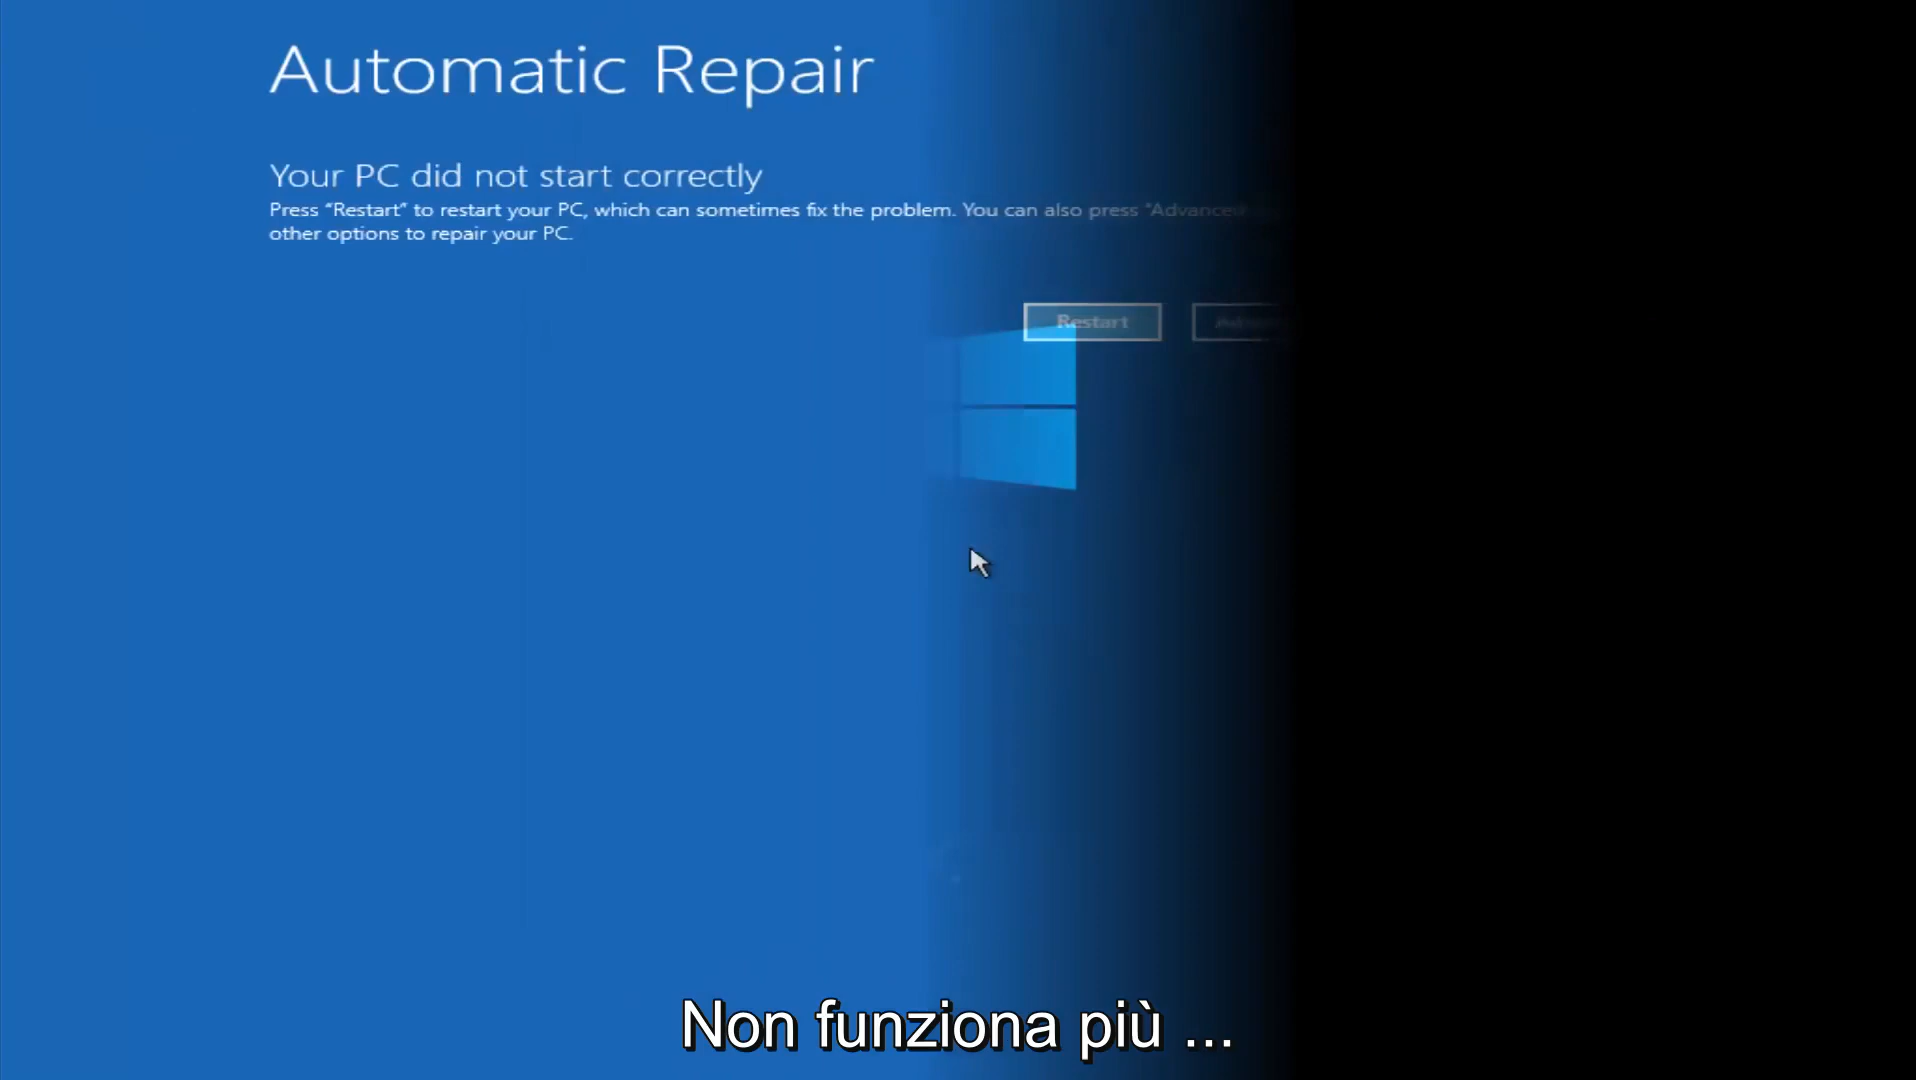 Automatic Repair
Your PC did not start correctly
Press “Restart” to restart your PC, which can sometimes fix the problem. You can also press “Advanced
other options to repair your PC.
Restart
Non funziona più ...